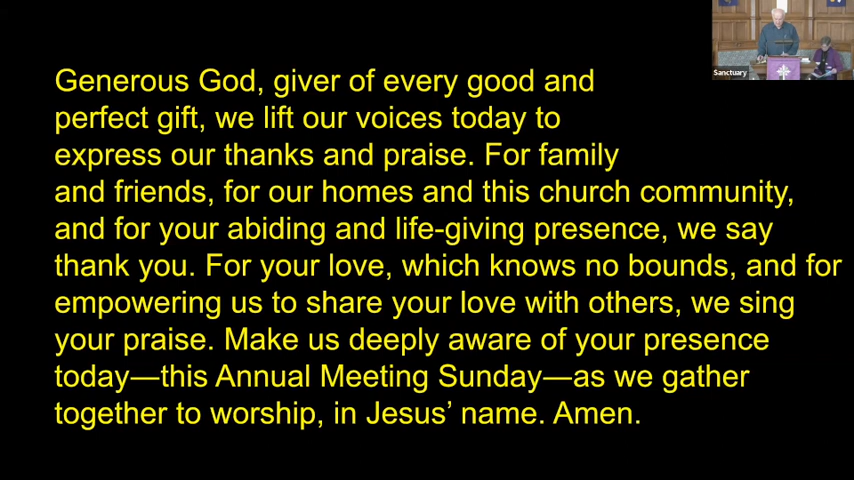 Generous God, giver of every good and
perfect gift, we lift our voices today to
express our thanks and praise. For family
and friends, for our homes and this church community,
and for your abiding and life-giving presence, we say
thank you. For your love, which knows no bounds, and for
empowering us to share your love with others, we sing
your praise. Make us deeply aware of your presence
today—this Annual Meeting Sunday—as we gather
together to worship, in Jesus’ name. Amen.
Sanctuary